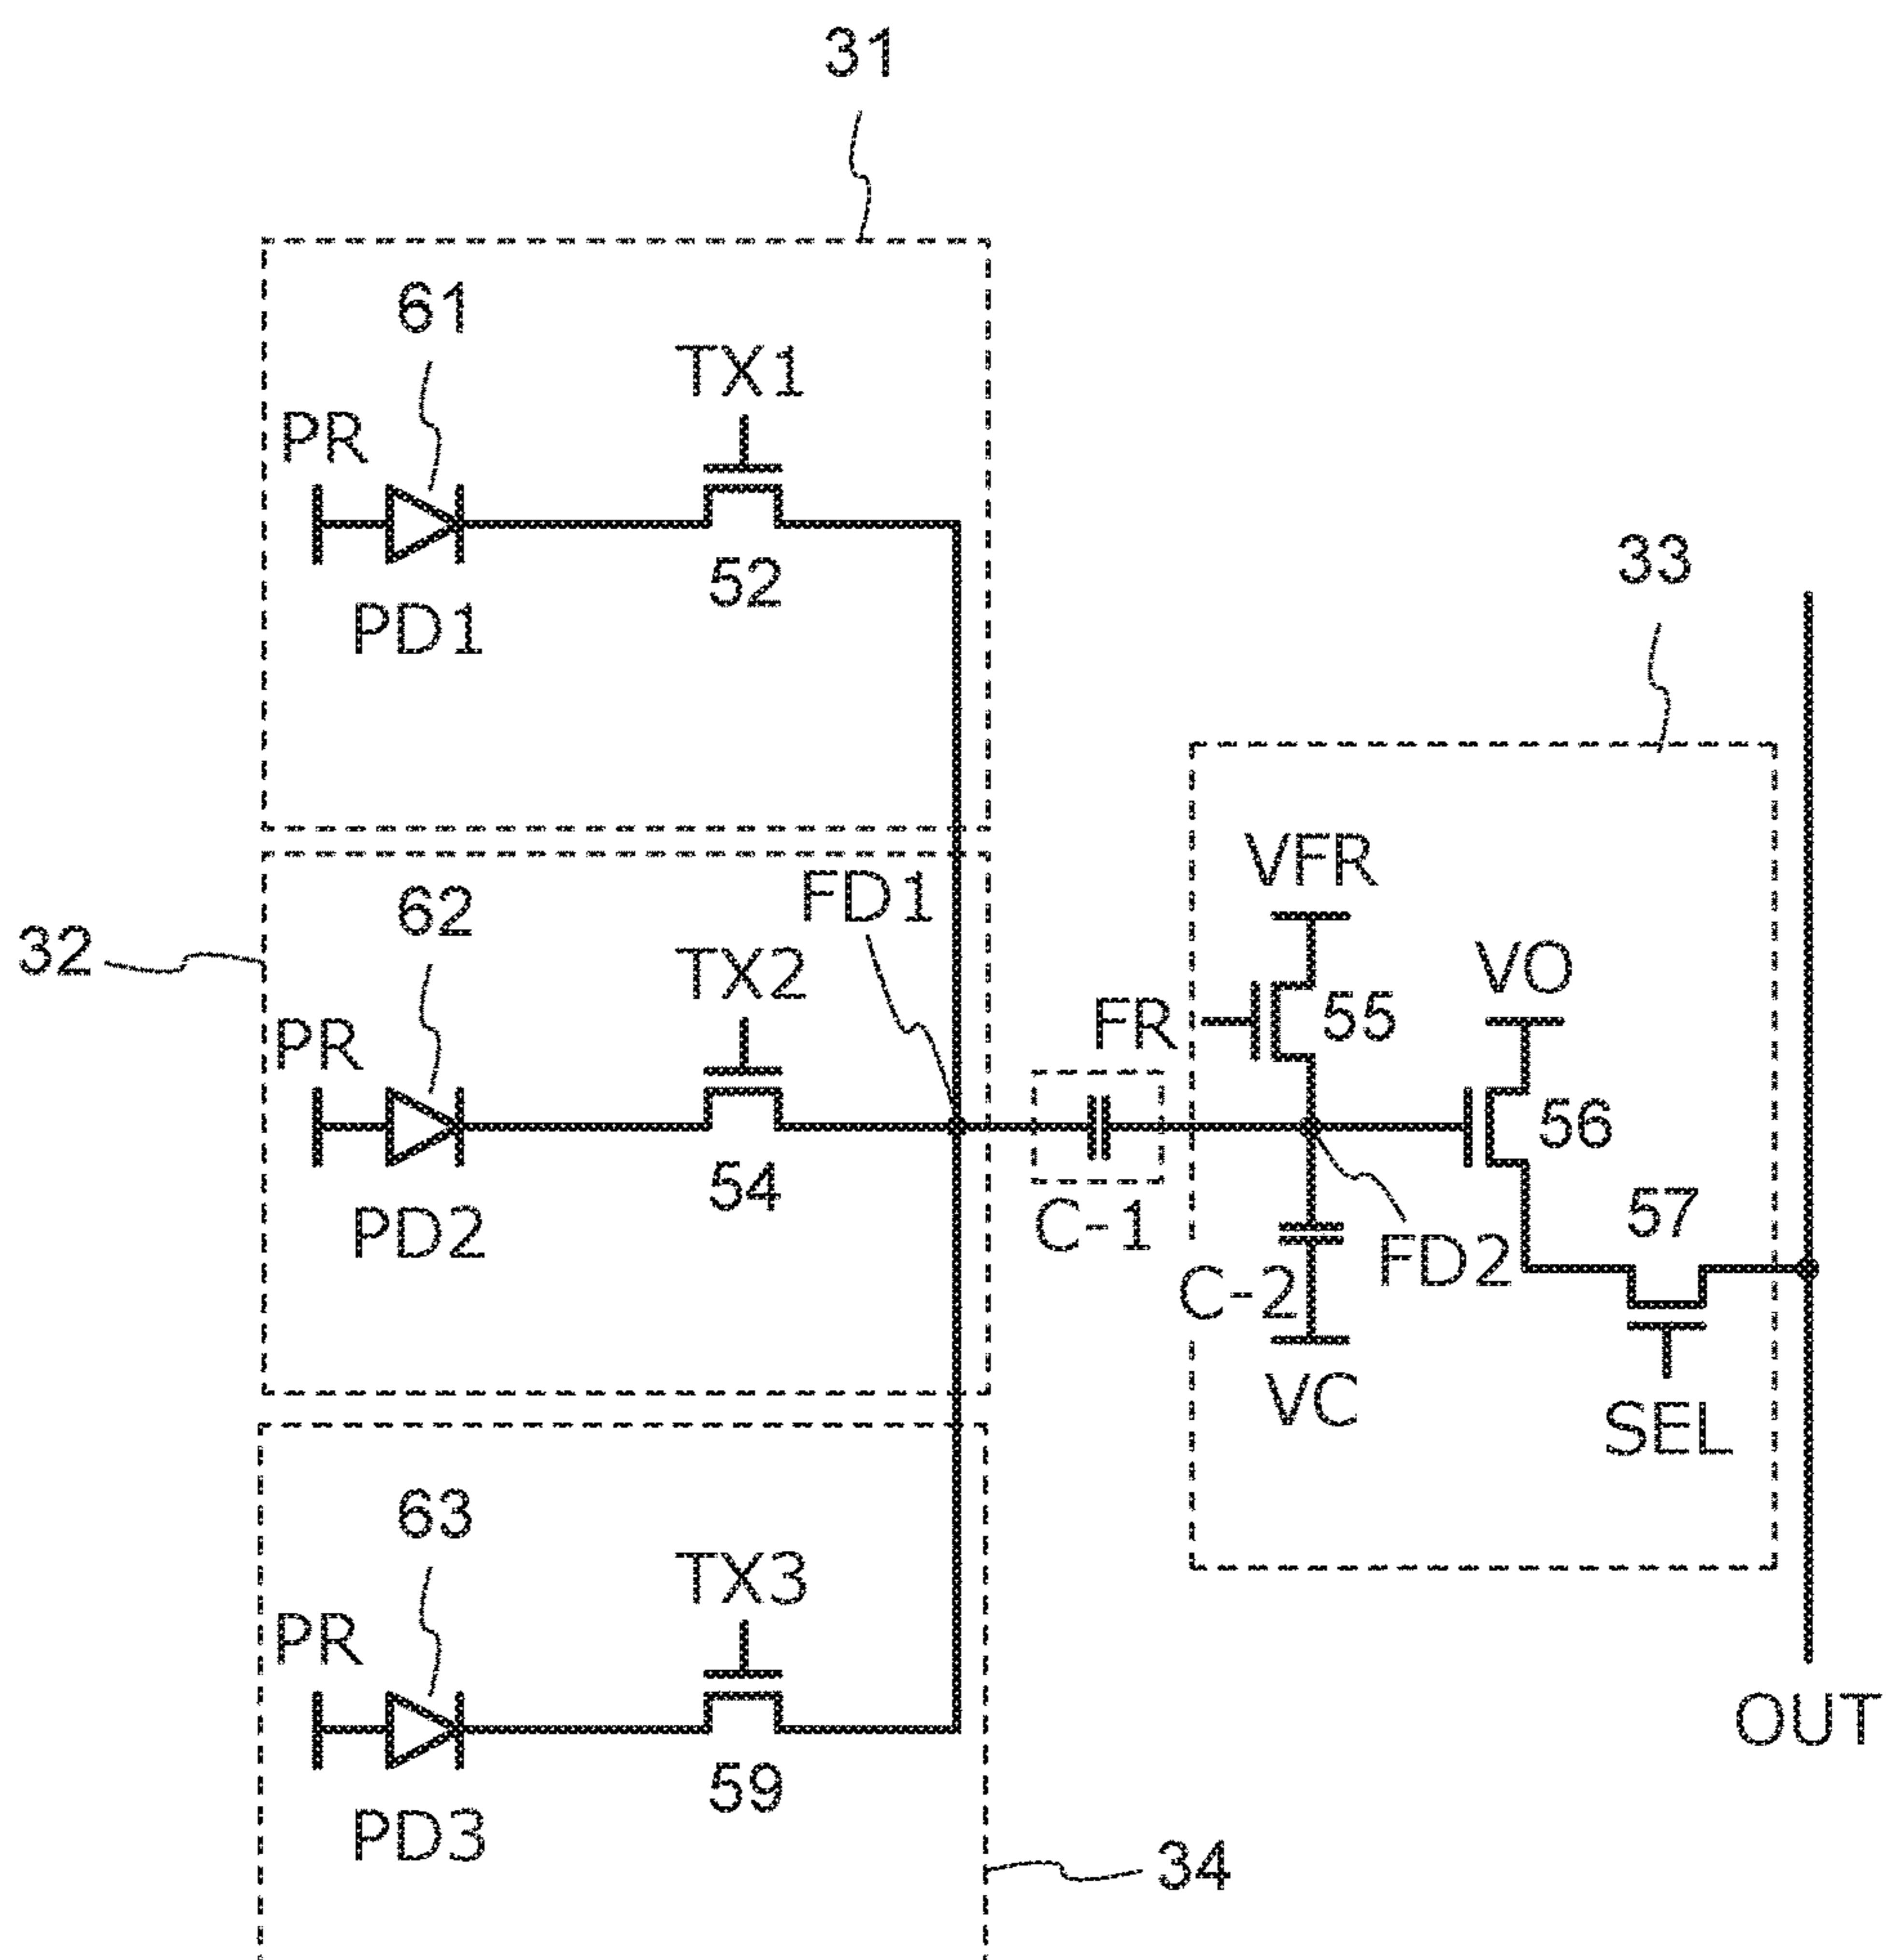 31
61
TX1
PR
52
PD1
33
VFR
62
FD1
32
TX2
VO
PR
FR
55
56
54
PD2
C-1
57
FD2
C-2
VC
SEL
63
TX3
PR
OUT
59
PD3
34